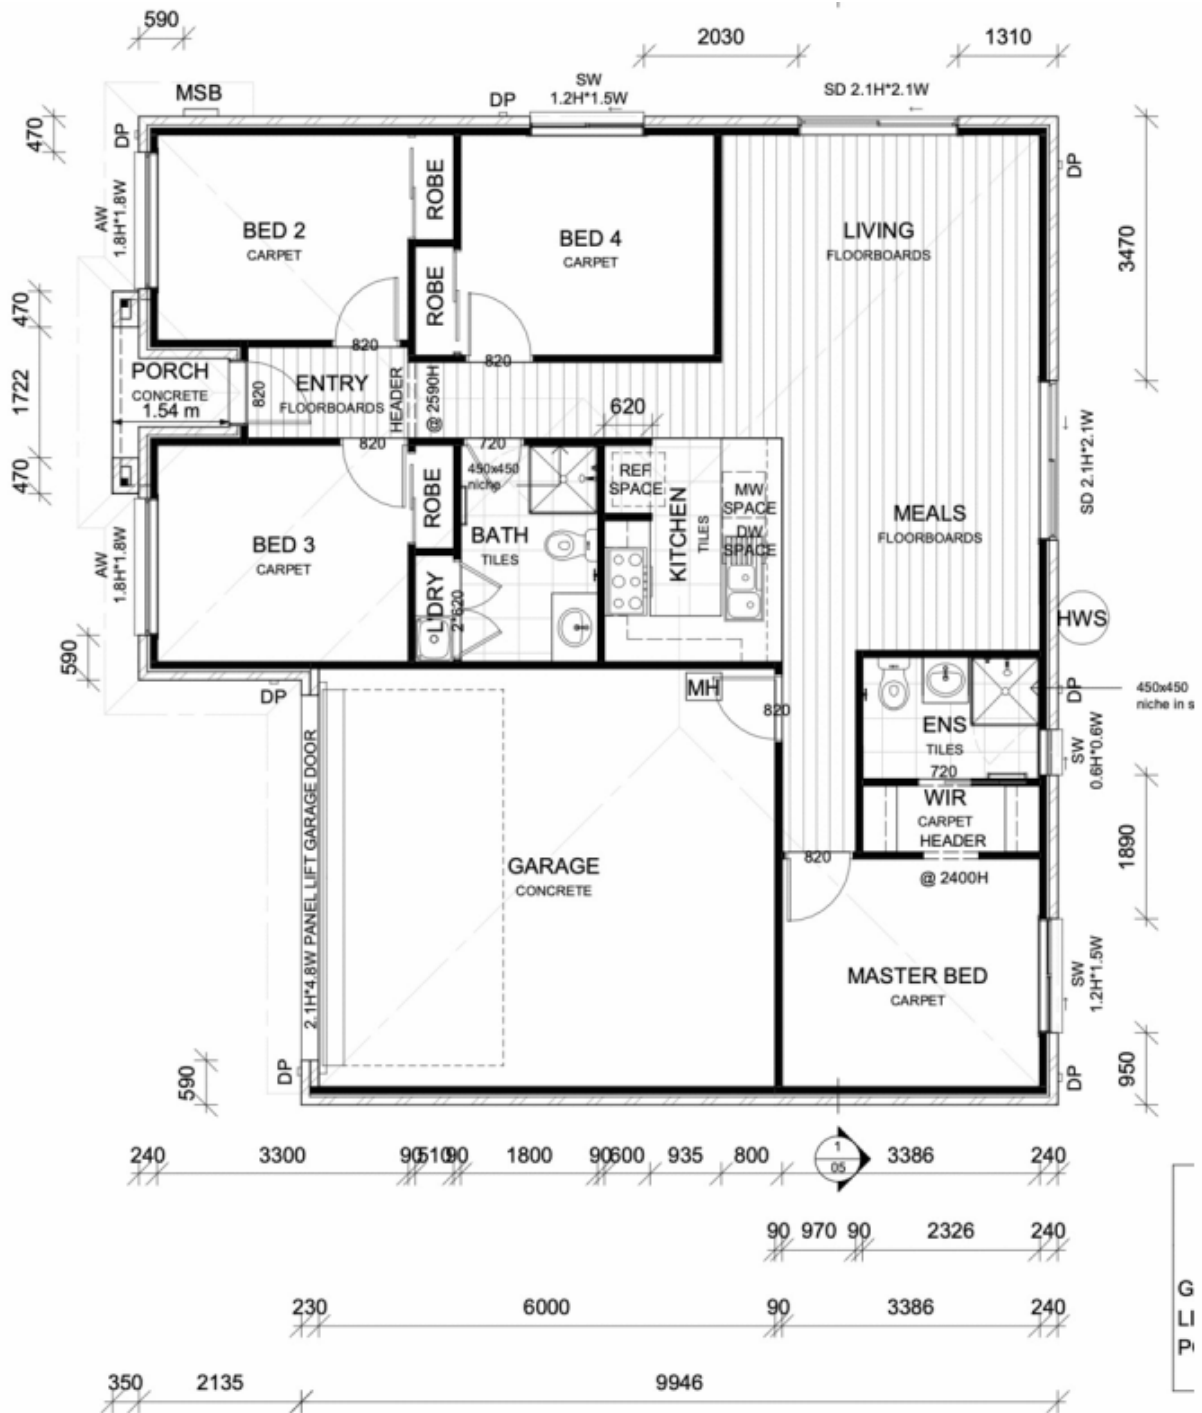 590
2030
1310
MSB
DP
SW
1.2H*1.5W
SD 2.1H*2.1W
470
DP
DP
AW
1.8H*1.8W
BED 2
CARPET
ROBE
BED 4
CARPET
LIVING
FLOORBOARDS
3470
ROBE
470
820
820
PORCH
CONCRETE
1.54 m
820
ENTRY
FLOORBOARDS
HEADER
@ 2590H
1722
620
820
720
470
450x450
niche
REF
SPACE
MW
SPACE
DW
SPACE
KITCHEN
TILES
SD 2.1H*2.1W
MEALS
FLOORBOARDS
ROBE
BATH
TILES
BED 3
CARPET
AW
1.8H*1.8W
L'DRY
2*620
HWS
590
DP
MH
820
DP
450x450
niche in s
ENS
TILES
720
SW
0.6H*0.6W
WIR
CARPET
HEADER
@ 2400H
820
1890
2.1H*4.8W PANEL LIFT GARAGE DOOR
GARAGE
CONCRETE
MASTER BED
CARPET
SW
1.2H*1.5W
DP
DP
590
950
240 3300 90 510 90 1800 90 600 935 800 3386 240
1
05
90 970 90 2326 240
230 6000 90 3386 240
350 2135 9946
G
LI